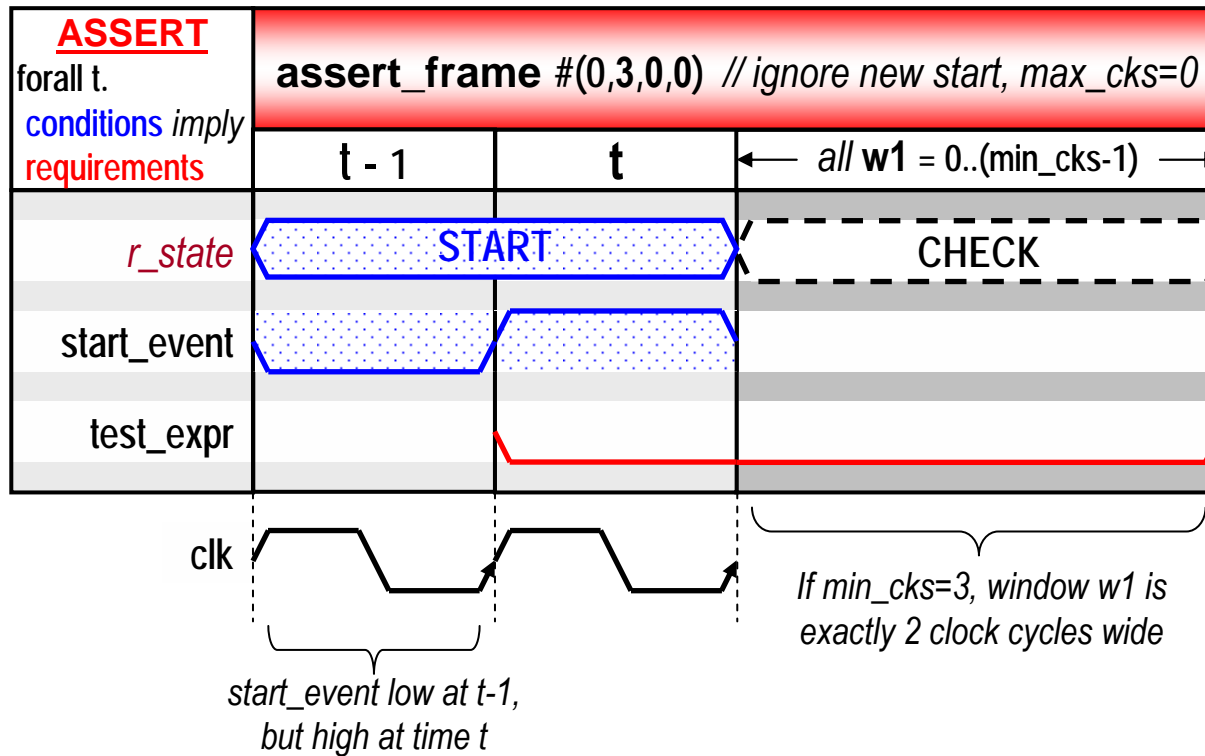 ASSERT
forall t.
conditions imply
requirements
assert_frame #(0,3,0,0) // ignore new start, max_cks=0
t - 1
t
all w1 = 0..(min_cks-1)
r_state
START
CHECK
start_event
test_expr
clk
If min_cks=3, window w1 is
exactly 2 clock cycles wide
start_event low at t-1,
but high at time t